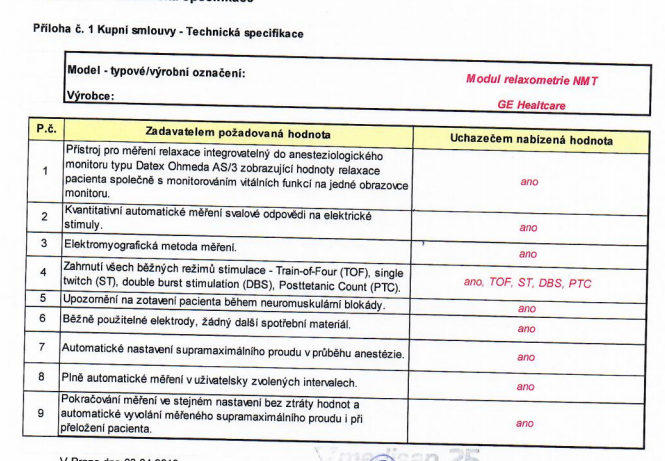 specifikace
Příloha č. 1 Kupní smlouvy - Technická specifikace
Model - typové/výrobní označení:
Modul relaxometrie NMT
Výrobce:
GE Healtcare
P.č.
Zadavatelem požadovaná hodnota
Uchazečem nabízená hodnota
1
Přístroj pro měření relaxace integrovatelný do anesteziologického
monitoru typu Datex Ohmeda AS/3 zobrazující hodnoty relaxace
pacienta společně s monitorováním vitálních funkcí na jedné obrazovce
monitoru.
ano
2
Kvantitativní automatické měření svalové odpovědi na elektrické
stimuly.
ano
3
Elektromyografická metoda měření.
ano
4
Zahrnutí všech běžných režimů stimulace - Train-of-Four (TOF), single
twitch (ST), double burst stimulation (DBS), Posttetanic Count (PTC).
ano, TOF, ST, DBS, PTC
5
Upozornění na zotavení pacienta během neuromuskulární blokády.
ano
6
Běžně použitelné elektrody, žádný další spotřební materiál.
ano
7
Automatické nastavení supramaximálního proudu v průběhu anestézie.
ano
8
Plně automatické měření v uživatelsky zvolených intervalech.
ano
9
Pokračování měření ve stejném nastavení bez ztráty hodnot a
automatické vyvolání měřeného supramaximálního proudu i při
přeložení pacienta.
ano
V Praze dne